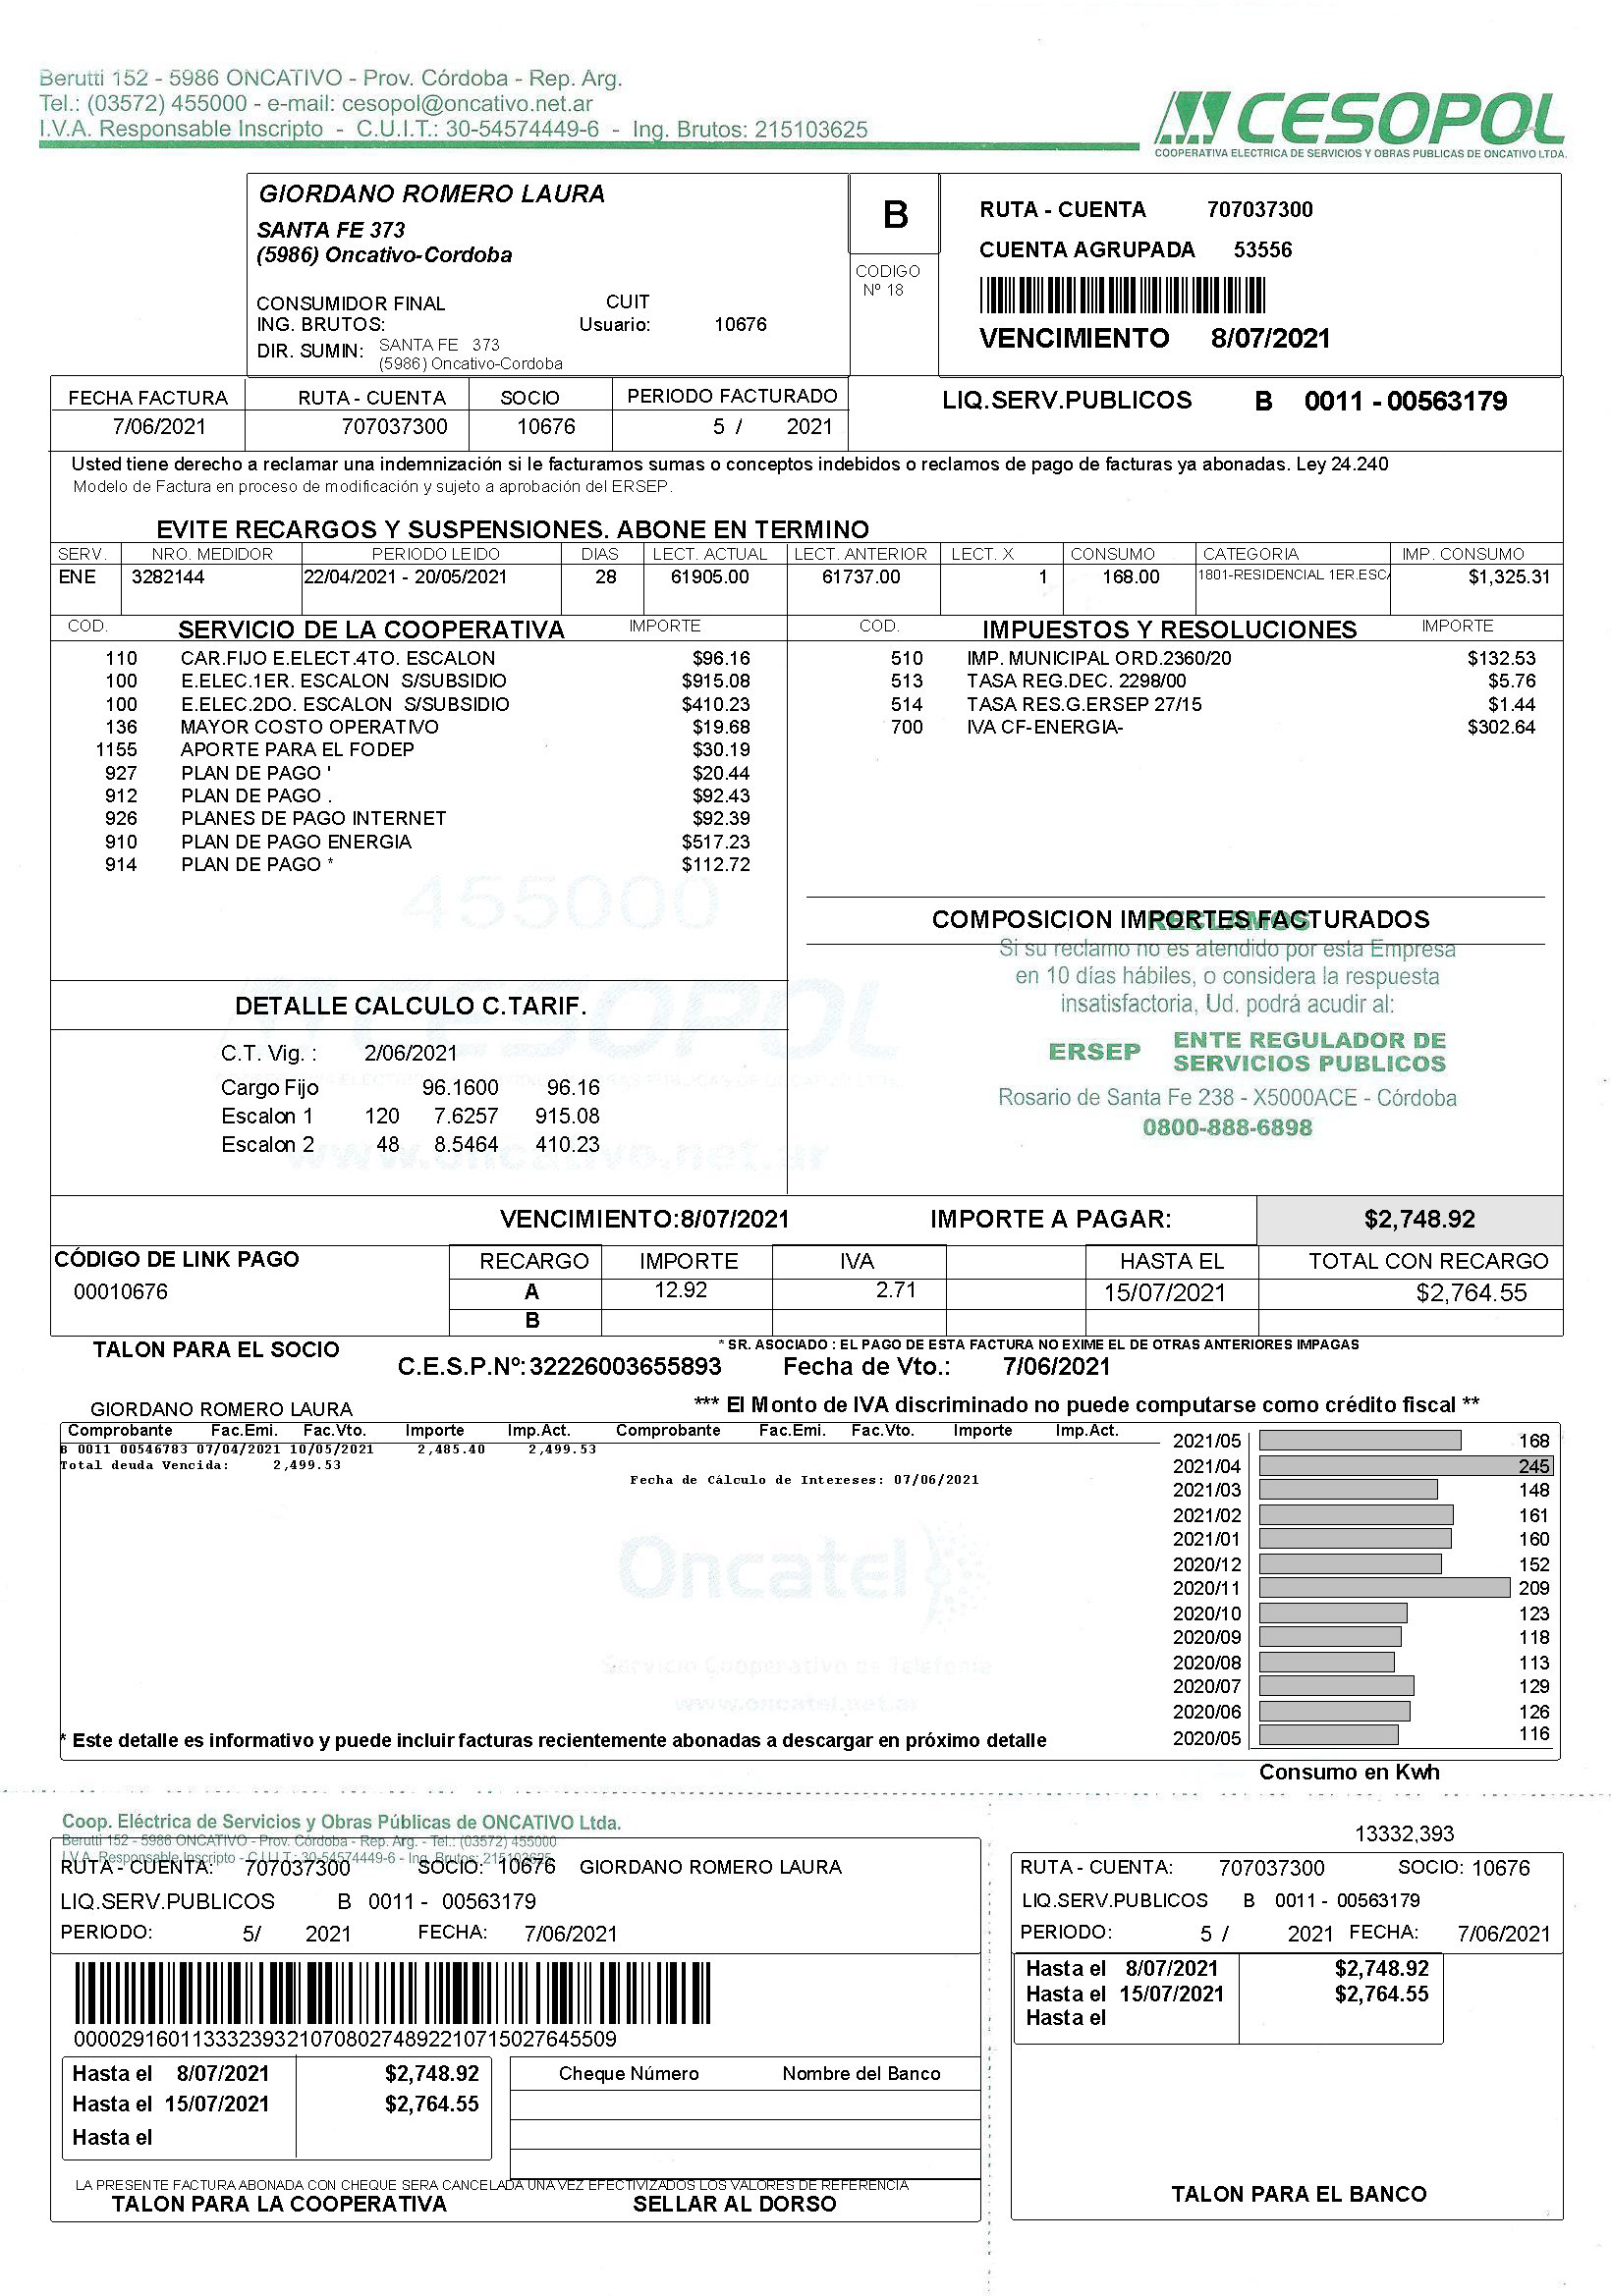 Berutti 152 - 5986 ONCATIVO - Prov. Córdoba - Rep. Arg.
Tel.: (03572) 455000 - e-mail: cesopol@oncativo.net.ar
I.V.A. Responsable Inscripto - C.U.I.T.: 30-54574449-6 - Ing. Brutos: 215103625
CESOPOL
COOPERATIVA ELECTRICA DE SERVICIOS Y OBRAS PUBLICAS DE ONCATIVO LTDA.
GIORDANO ROMERO LAURA
SANTA FE 373
(5986) Oncativo-Cordoba
CONSUMIDOR FINAL CUIT
ING. BRUTOS: Usuario: 10676
DIR. SUMIN: SANTA FE 373
(5986) Oncativo-Cordoba
B
CODIGO
Nº 18
RUTA - CUENTA 707037300
CUENTA AGRUPADA 53556
VENCIMIENTO 8/07/2021
FECHA FACTURA RUTA - CUENTA SOCIO PERIODO FACTURADO
7/06/2021 707037300 10676 5 / 2021
LIQ.SERV.PUBLICOS B 0011 - 00563179
Usted tiene derecho a reclamar una indemnización si le facturamos sumas o conceptos indebidos o reclamos de pago de facturas ya abonadas. Ley 24.240
Modelo de Factura en proceso de modificación y sujeto a aprobación del ERSEP.
EVITE RECARGOS Y SUSPENSIONES. ABONE EN TERMINO
SERV. NRO. MEDIDOR PERIODO LEIDO DIAS LECT. ACTUAL LECT. ANTERIOR LECT. X CONSUMO CATEGORIA IMP. CONSUMO
ENE 3282144 22/04/2021 - 20/05/2021 28 61905.00 61737.00 1 168.00 1801-RESIDENCIAL 1ER.ESCA $1,325.31
COD. SERVICIO DE LA COOPERATIVA IMPORTE
110 CAR.FIJO E.ELECT.4TO. ESCALON $96.16
100 E.ELEC.1ER. ESCALON S/SUBSIDIO $915.08
100 E.ELEC.2DO. ESCALON S/SUBSIDIO $410.23
136 MAYOR COSTO OPERATIVO $19.68
1155 APORTE PARA EL FODEP $30.19
927 PLAN DE PAGO ' $20.44
912 PLAN DE PAGO . $92.43
926 PLANES DE PAGO INTERNET $92.39
910 PLAN DE PAGO ENERGIA $517.23
914 PLAN DE PAGO * $112.72
455000
COD. IMPUESTOS Y RESOLUCIONES IMPORTE
510 IMP. MUNICIPAL ORD.2360/20 $132.53
513 TASA REG.DEC. 2298/00 $5.76
514 TASA RES.G.ERSEP 27/15 $1.44
700 IVA CF-ENERGIA- $302.64
COMPOSICION IMPORTES FACTURADOS
RECLAMOS
Si su reclamo no es atendido por esta Empresa
en 10 días hábiles, o considera la respuesta
insatisfactoria, Ud. podrá acudir al:
ERSEP ENTE REGULADOR DE
SERVICIOS PUBLICOS
Rosario de Santa Fe 238 - X5000ACE - Córdoba
0800-888-6898
CESOPOL
DETALLE CALCULO C.TARIF.
C.T. Vig. : 2/06/2021
Cargo Fijo 96.1600 96.16
Escalon 1 120 7.6257 915.08
Escalon 2 48 8.5464 410.23
www.oncativo.net.ar
VENCIMIENTO:8/07/2021 IMPORTE A PAGAR: $2,748.92
CÓDIGO DE LINK PAGO
00010676
RECARGO IMPORTE IVA HASTA EL TOTAL CON RECARGO
A 12.92 2.71 15/07/2021 $2,764.55
B
TALON PARA EL SOCIO
* SR. ASOCIADO : EL PAGO DE ESTA FACTURA NO EXIME EL DE OTRAS ANTERIORES IMPAGAS
C.E.S.P.Nº: 32226003655893 Fecha de Vto.: 7/06/2021
GIORDANO ROMERO LAURA
*** El Monto de IVA discriminado no puede computarse como crédito fiscal **
Comprobante Fac.Emi. Fac.Vto. Importe Imp.Act. Comprobante Fac.Emi. Fac.Vto. Importe Imp.Act.
B 0011 00546783 07/04/2021 10/05/2021 2,485.40 2,499.53
Total deuda Vencida: 2,499.53
Fecha de Cálculo de Intereses: 07/06/2021
Oncatel
Servicio Cooperativo de Telefonía
www.oncatel.net.ar
* Este detalle es informativo y puede incluir facturas recientemente abonadas a descargar en próximo detalle
2021/05 168
2021/04 245
2021/03 148
2021/02 161
2021/01 160
2020/12 152
2020/11 209
2020/10 123
2020/09 118
2020/08 113
2020/07 129
2020/06 126
2020/05 116
Consumo en Kwh
Coop. Eléctrica de Servicios y Obras Públicas de ONCATIVO Ltda.
Berutti 152 - 5986 ONCATIVO - Prov. Córdoba - Rep. Arg. - Tel.: (03572) 455000
I.V.A. Responsable Inscripto - C.U.I.T.: 30-54574449-6 - Ing. Brutos: 215103625
RUTA - CUENTA: 707037300 SOCIO: 10676 GIORDANO ROMERO LAURA
LIQ.SERV.PUBLICOS B 0011 - 00563179
PERIODO: 5/ 2021 FECHA: 7/06/2021
0000291601133323932107080274892210715027645509
Hasta el 8/07/2021 $2,748.92
Hasta el 15/07/2021 $2,764.55
Hasta el
Cheque Número Nombre del Banco
LA PRESENTE FACTURA ABONADA CON CHEQUE SERA CANCELADA UNA VEZ EFECTIVIZADOS LOS VALORES DE REFERENCIA
TALON PARA LA COOPERATIVA SELLAR AL DORSO
13332,393
RUTA - CUENTA: 707037300 SOCIO: 10676
LIQ.SERV.PUBLICOS B 0011 - 00563179
PERIODO: 5 / 2021 FECHA: 7/06/2021
Hasta el 8/07/2021 $2,748.92
Hasta el 15/07/2021 $2,764.55
Hasta el
TALON PARA EL BANCO